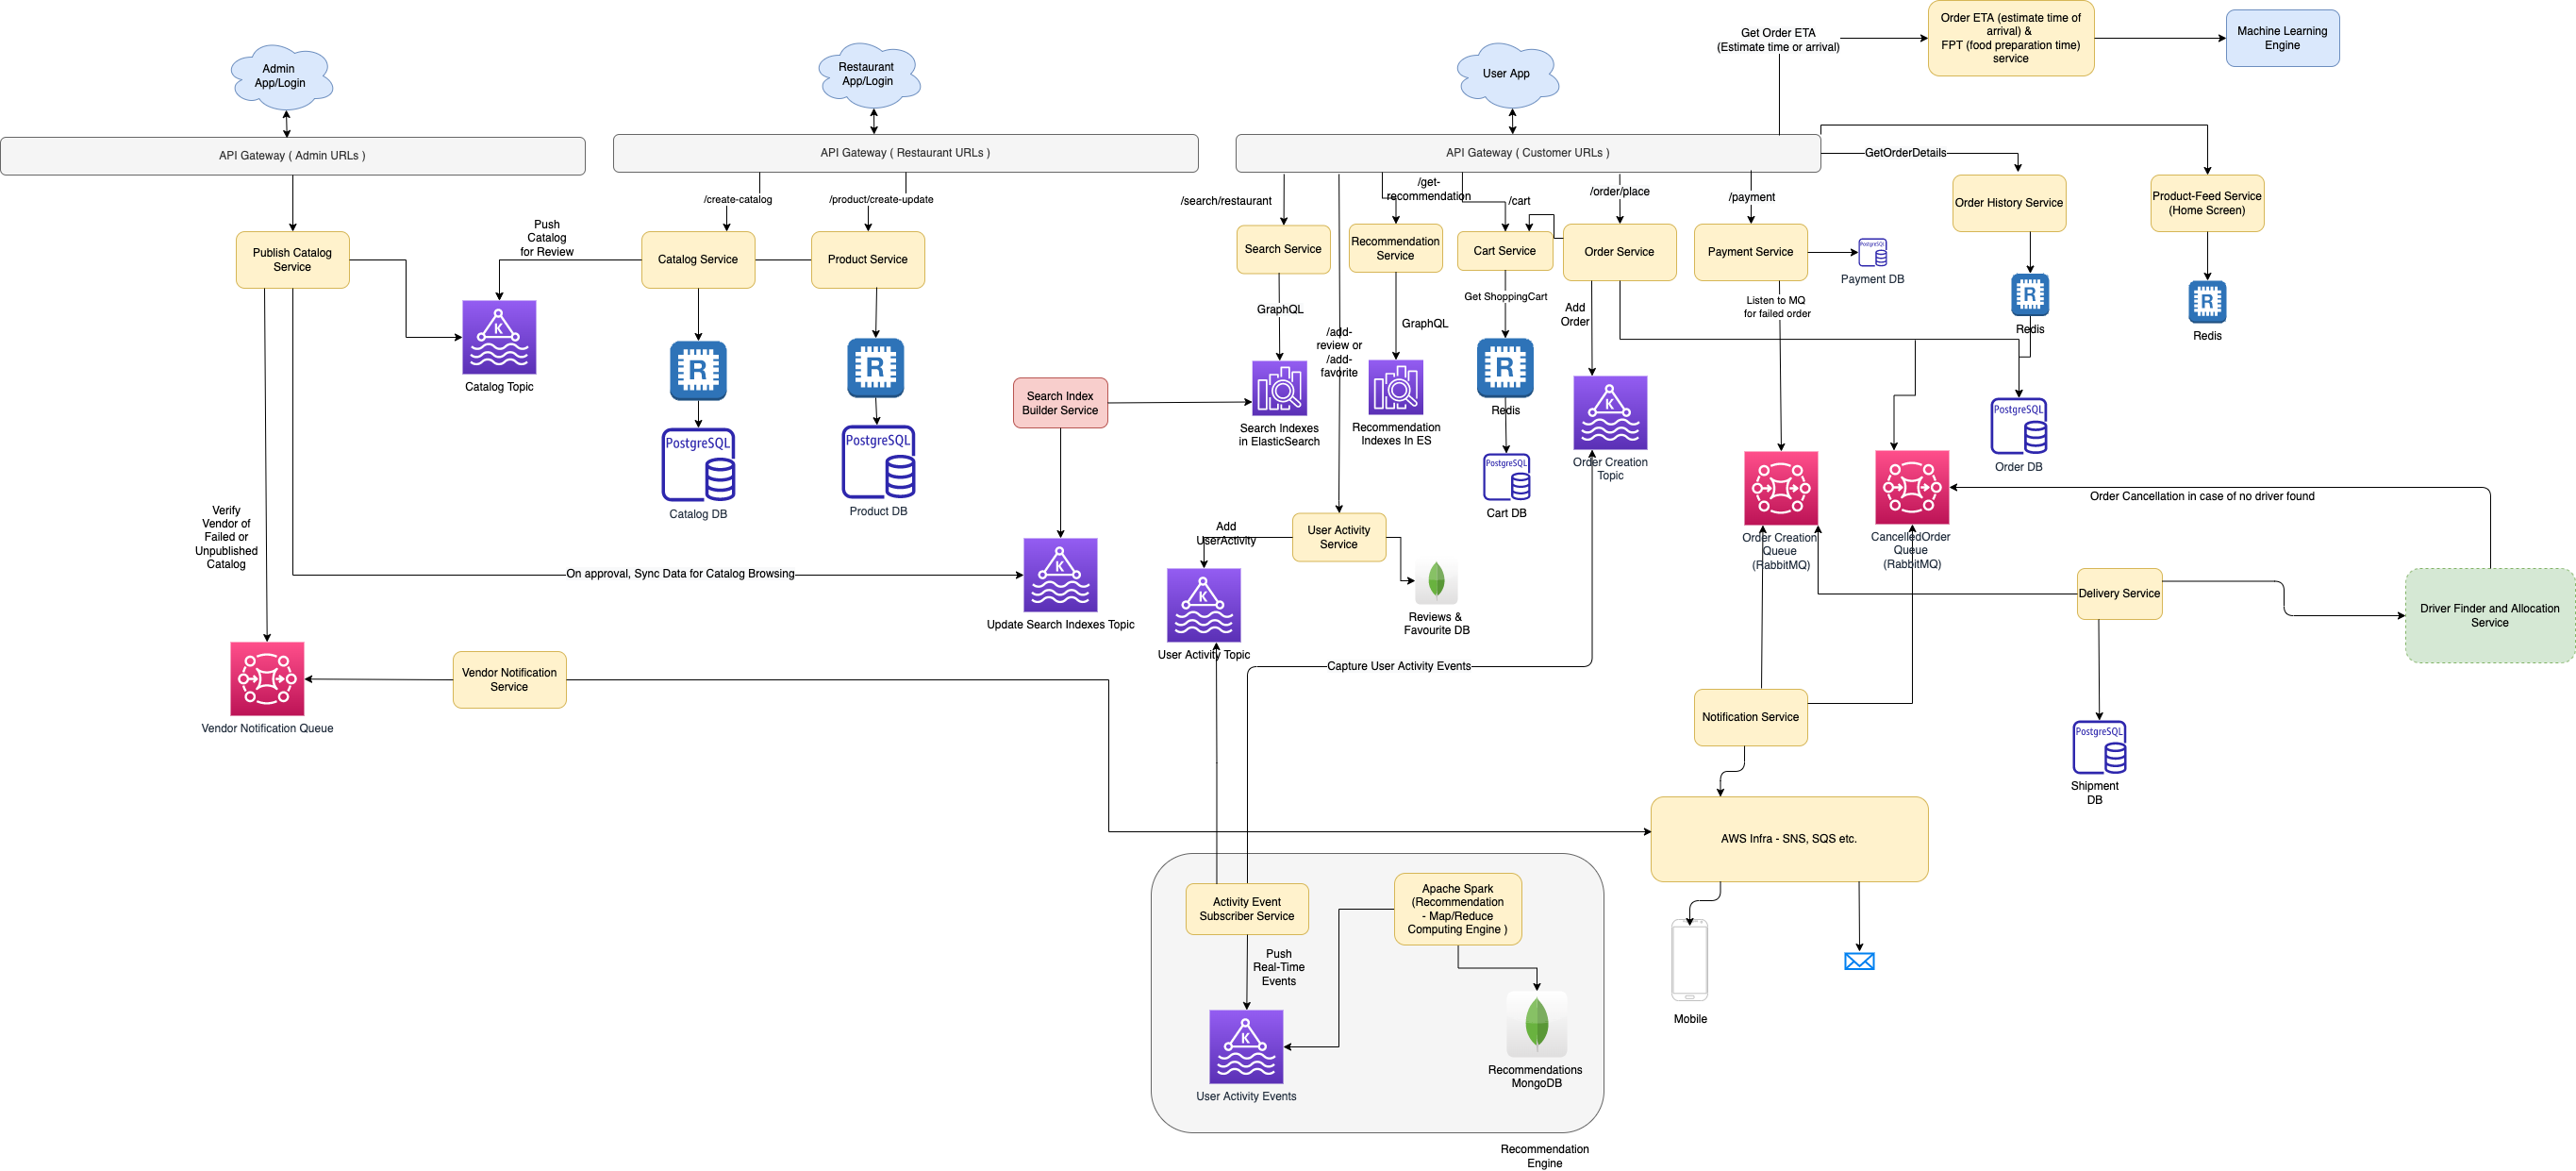 Get Order ETA
(Estimate time or arrival)
Order ETA (estimate time of
arrival) &
FPT (food preparation time)
service
Machine Learning
Engine
Admin
App/Login
Restaurant
App/Login
User App
API Gateway ( Admin URLs )
API Gateway ( Restaurant URLs )
API Gateway ( Customer URLs )
GetOrderDetails
/create-catalog
/product/create-update
/search/restaurant
/get-
recommendation
/cart
/order/place
/payment
Order History Service
Product-Feed Service
(Home Screen)
Push
Catalog
for Review
Publish Catalog
Service
Catalog Service
Product Service
Search Service
Recommendation
Service
Cart Service
Order Service
Payment Service
PostgreSQL
Payment DB
R
Redis
R
Redis
GraphQL
GraphQL
Get ShoppingCart
Add
Order
Listen to MQ
for failed order
/add-
review or
/add-
favorite
K
Catalog Topic
R
R
Search Index
Builder Service
Search Indexes
in ElasticSearch
Recommendation
Indexes In ES
R
Redis
K
Order Creation
Topic
PostgreSQL
Order DB
PostgreSQL
Catalog DB
PostgreSQL
Product DB
PostgreSQL
Cart DB
Order Cancellation in case of no driver found
Verify
Vendor of
Failed or
Unpublished
Catalog
Add
UserActivity
User Activity
Service
Order Creation
Queue
(RabbitMQ)
CancelledOrder
Queue
(RabbitMQ)
On approval, Sync Data for Catalog Browsing
K
Update Search Indexes Topic
K
User Activity Topic
Reviews &
Favourite DB
Delivery Service
Driver Finder and Allocation
Service
Capture User Activity Events
Vendor Notification Queue
Vendor Notification
Service
Notification Service
PostgreSQL
Shipment
DB
AWS Infra - SNS, SQS etc.
Activity Event
Subscriber Service
Apache Spark
(Recommendation
- Map/Reduce
Computing Engine )
Push
Real-Time
Events
Mobile
K
User Activity Events
Recommendations
MongoDB
Recommendation
Engine